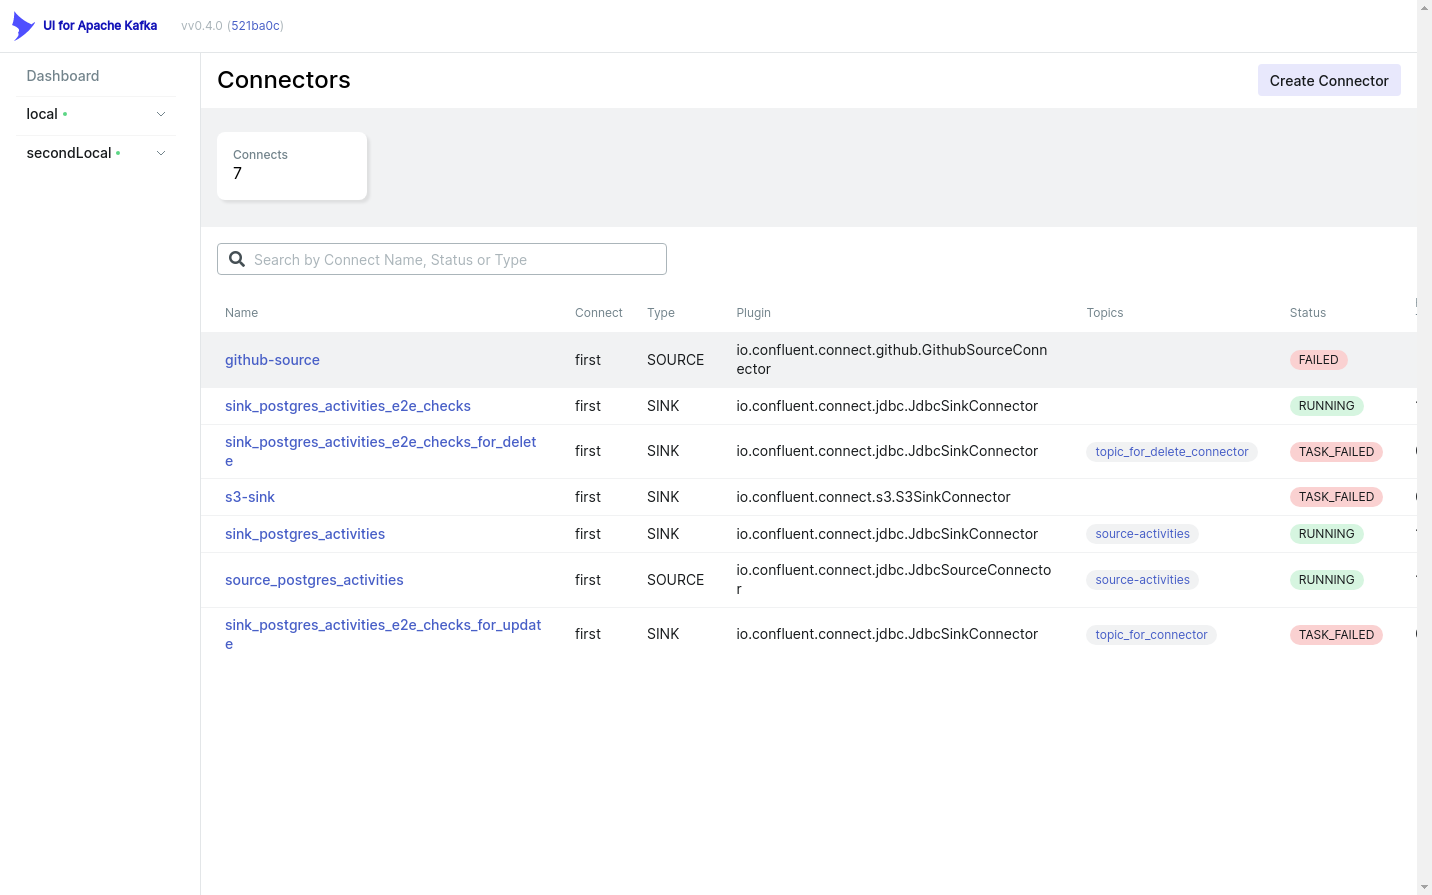 UI for Apache Kafka vv0.4.0 (521ba0c)
Dashboard
local
secondLocal
Connectors
Create Connector
Connects
7
Search by Connect Name, Status or Type
Name Connect Type Plugin Topics Status
github-source first SOURCE io.confluent.connect.github.GithubSourceConn
ector FAILED
sink_postgres_activities_e2e_checks first SINK io.confluent.connect.jdbc.JdbcSinkConnector RUNNING
sink_postgres_activities_e2e_checks_for_delet
e first SINK io.confluent.connect.jdbc.JdbcSinkConnector topic_for_delete_connector TASK_FAILED
s3-sink first SINK io.confluent.connect.s3.S3SinkConnector TASK_FAILED
sink_postgres_activities first SINK io.confluent.connect.jdbc.JdbcSinkConnector source-activities RUNNING
source_postgres_activities first SOURCE io.confluent.connect.jdbc.JdbcSourceConnecto
r source-activities RUNNING
sink_postgres_activities_e2e_checks_for_updat
e first SINK io.confluent.connect.jdbc.JdbcSinkConnector topic_for_connector TASK_FAILED